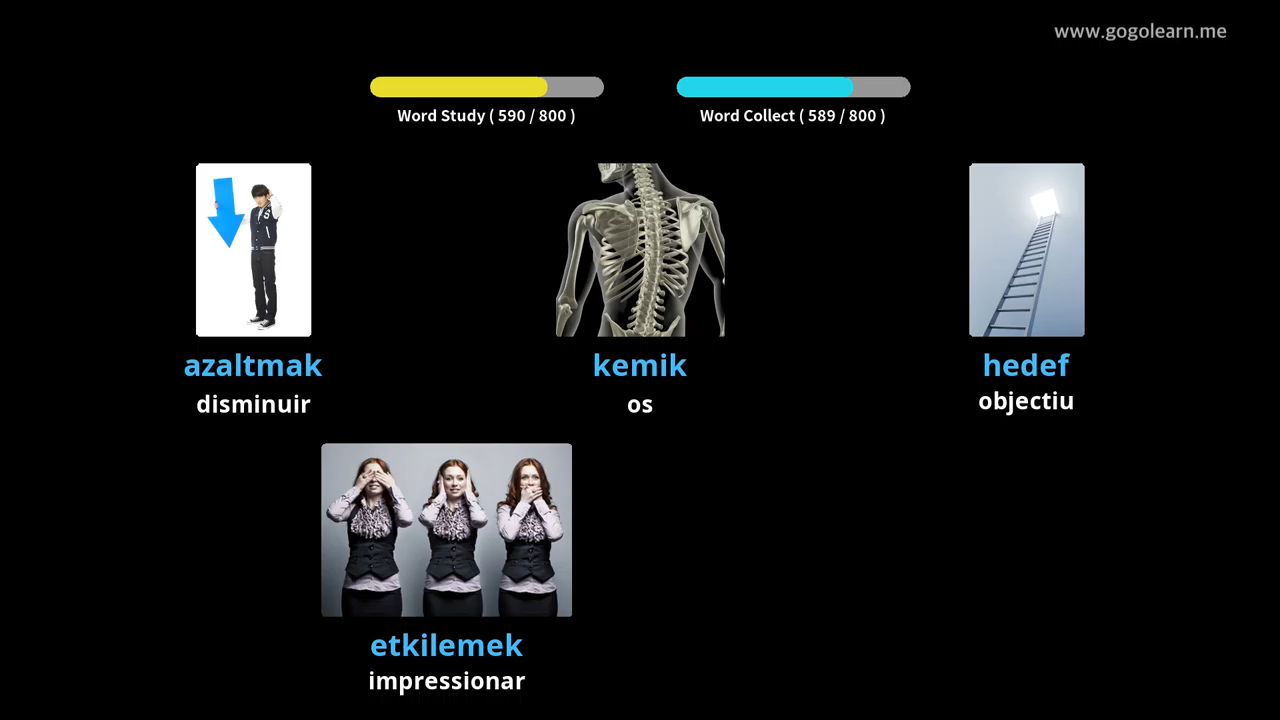 www.gogolearn.me
Word Study ( 590 / 800 )
Word Collect ( 589 / 800 )
azaltmak
disminuir
kemik
os
hedef
objectiu
etkilemek
impressionar